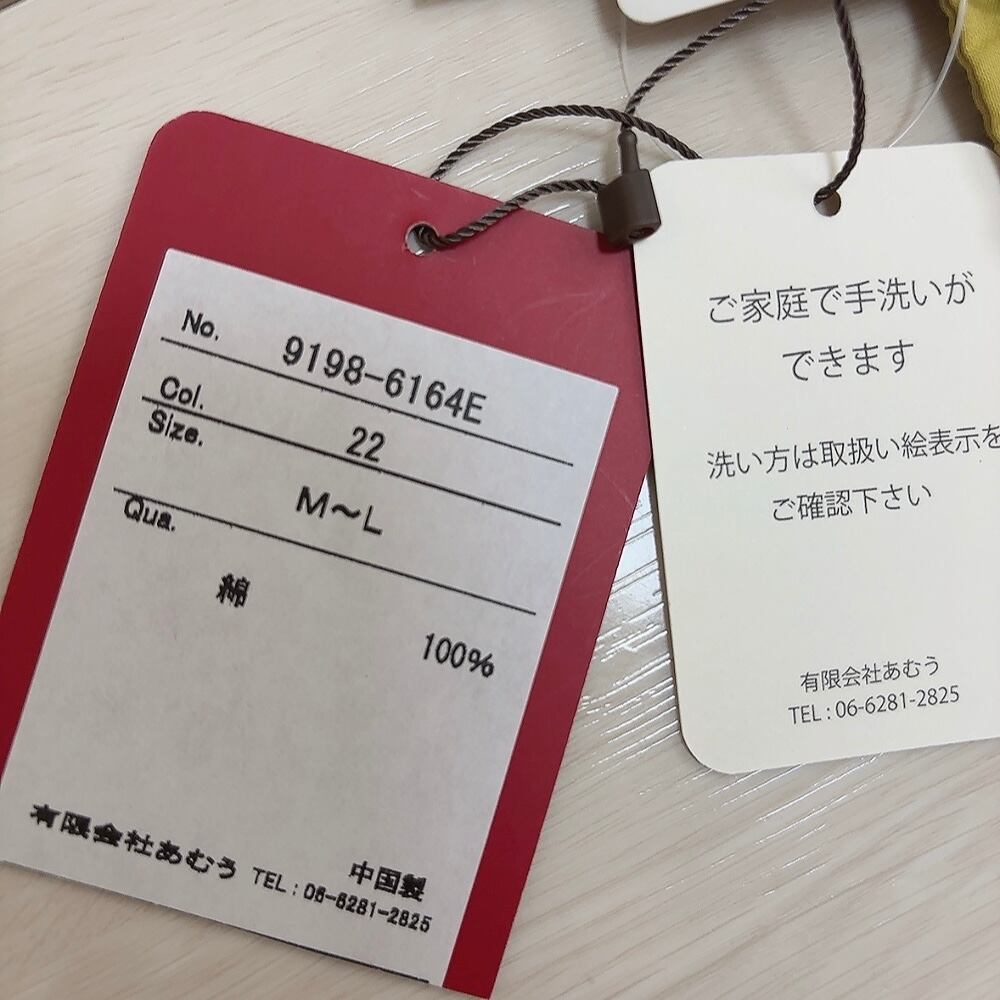 No. 9198-6164E
Col. 22
Size. M～L
Qua.
綿 100%
有限会社あむう 中国製
TEL : 06-6281-2825
ご家庭で手洗いが
できます
洗い方は取扱い絵表示を
ご確認下さい
有限会社あむう
TEL : 06-6281-2825